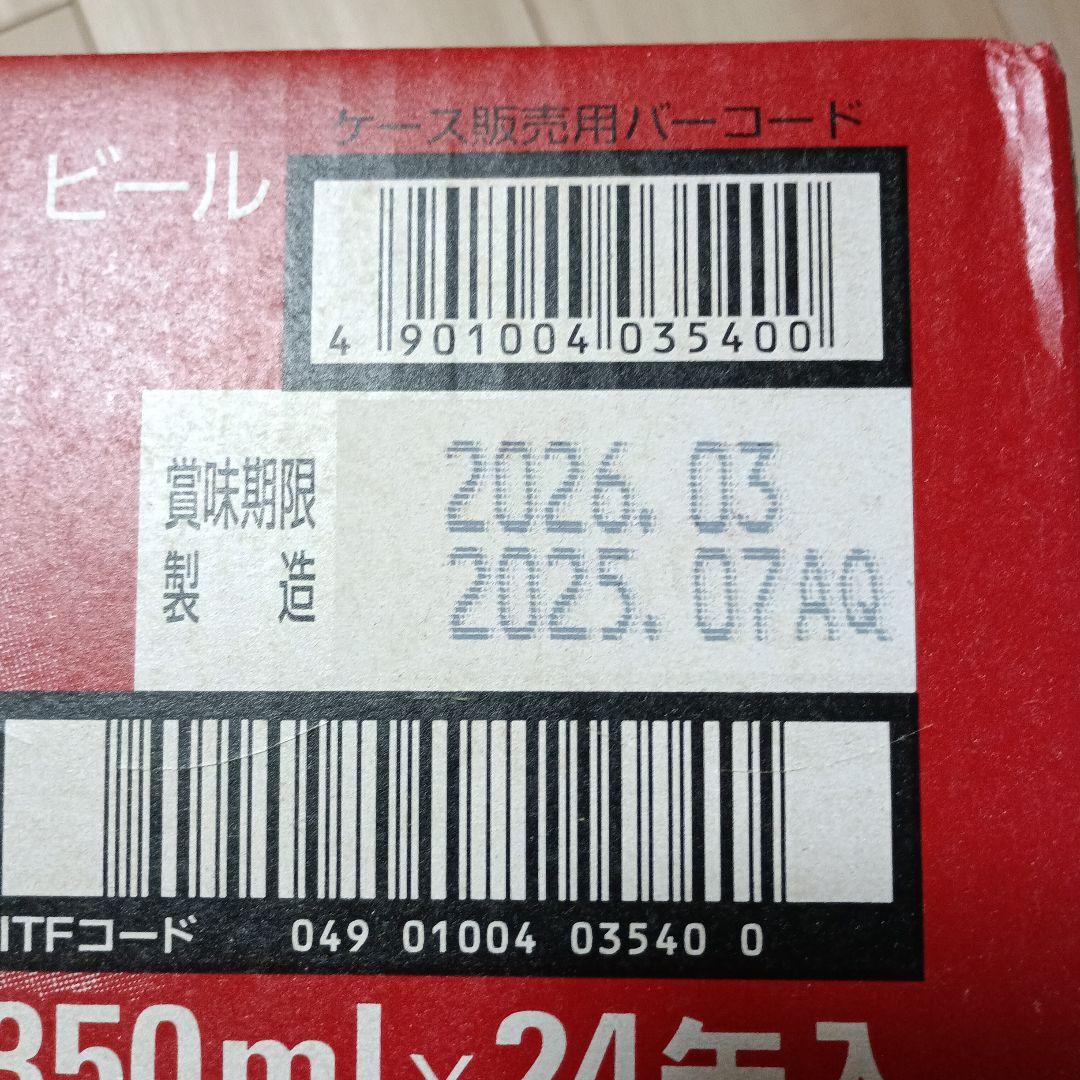 ケース販売用バーコード
ビール
4 901004 035400
賞味期限 2026.03
製造 2025.07AQ
ITFコード 049 01004 03540 0
350ml×24缶入